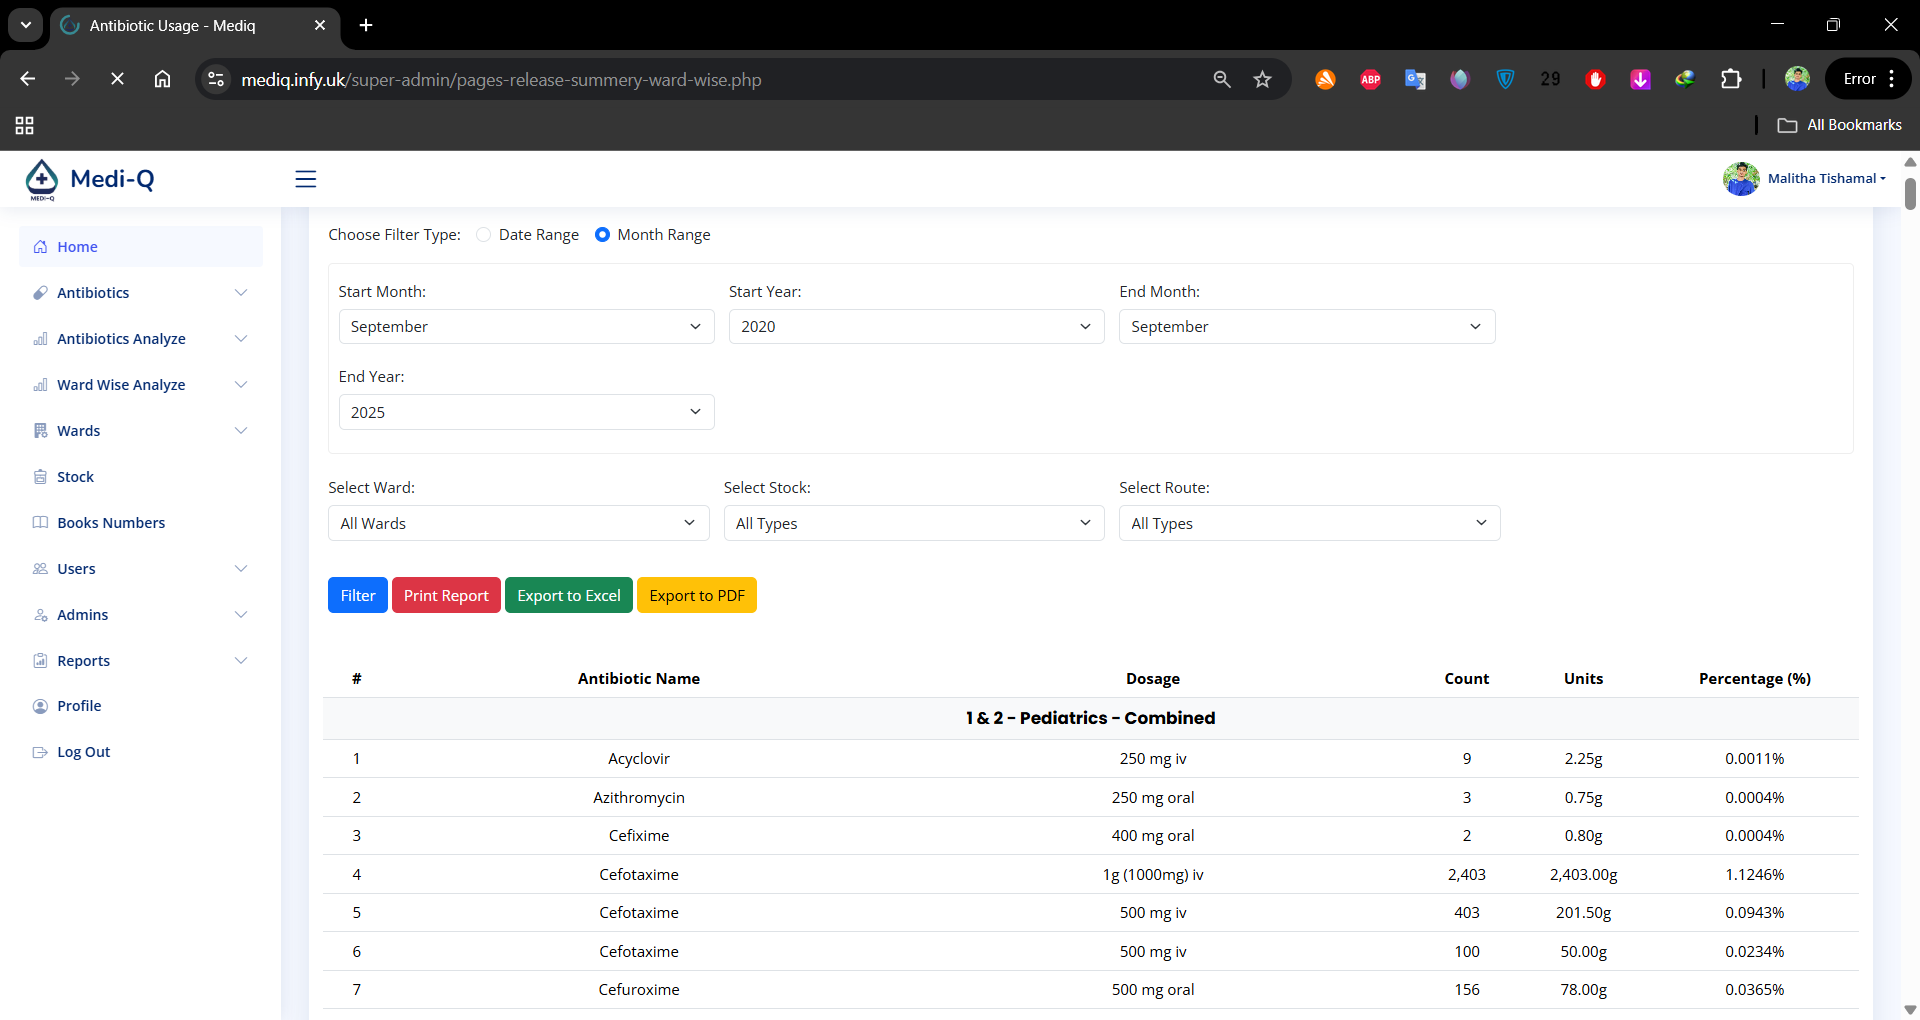 Antibiotic Usage - Mediq
mediq.infy.uk/super-admin/pages-release-summery-ward-wise.php
ABP
29
Error
All Bookmarks
MEDI-Q
Medi-Q
Malitha Tishamal
Home
Antibiotics
Antibiotics Analyze
Ward Wise Analyze
Wards
Stock
Books Numbers
Users
Admins
Reports
Profile
Log Out
Choose Filter Type: Date Range Month Range
Start Month: Start Year: End Month:
September 2020 September
End Year:
2025
Select Ward: Select Stock: Select Route:
All Wards All Types All Types
Filter Print Report Export to Excel Export to PDF
# Antibiotic Name Dosage Count Units Percentage (%)
1 & 2 - Pediatrics - Combined
1 Acyclovir 250 mg iv 9 2.25g 0.0011%
2 Azithromycin 250 mg oral 3 0.75g 0.0004%
3 Cefixime 400 mg oral 2 0.80g 0.0004%
4 Cefotaxime 1g (1000mg) iv 2,403 2,403.00g 1.1246%
5 Cefotaxime 500 mg iv 403 201.50g 0.0943%
6 Cefotaxime 500 mg iv 100 50.00g 0.0234%
7 Cefuroxime 500 mg oral 156 78.00g 0.0365%